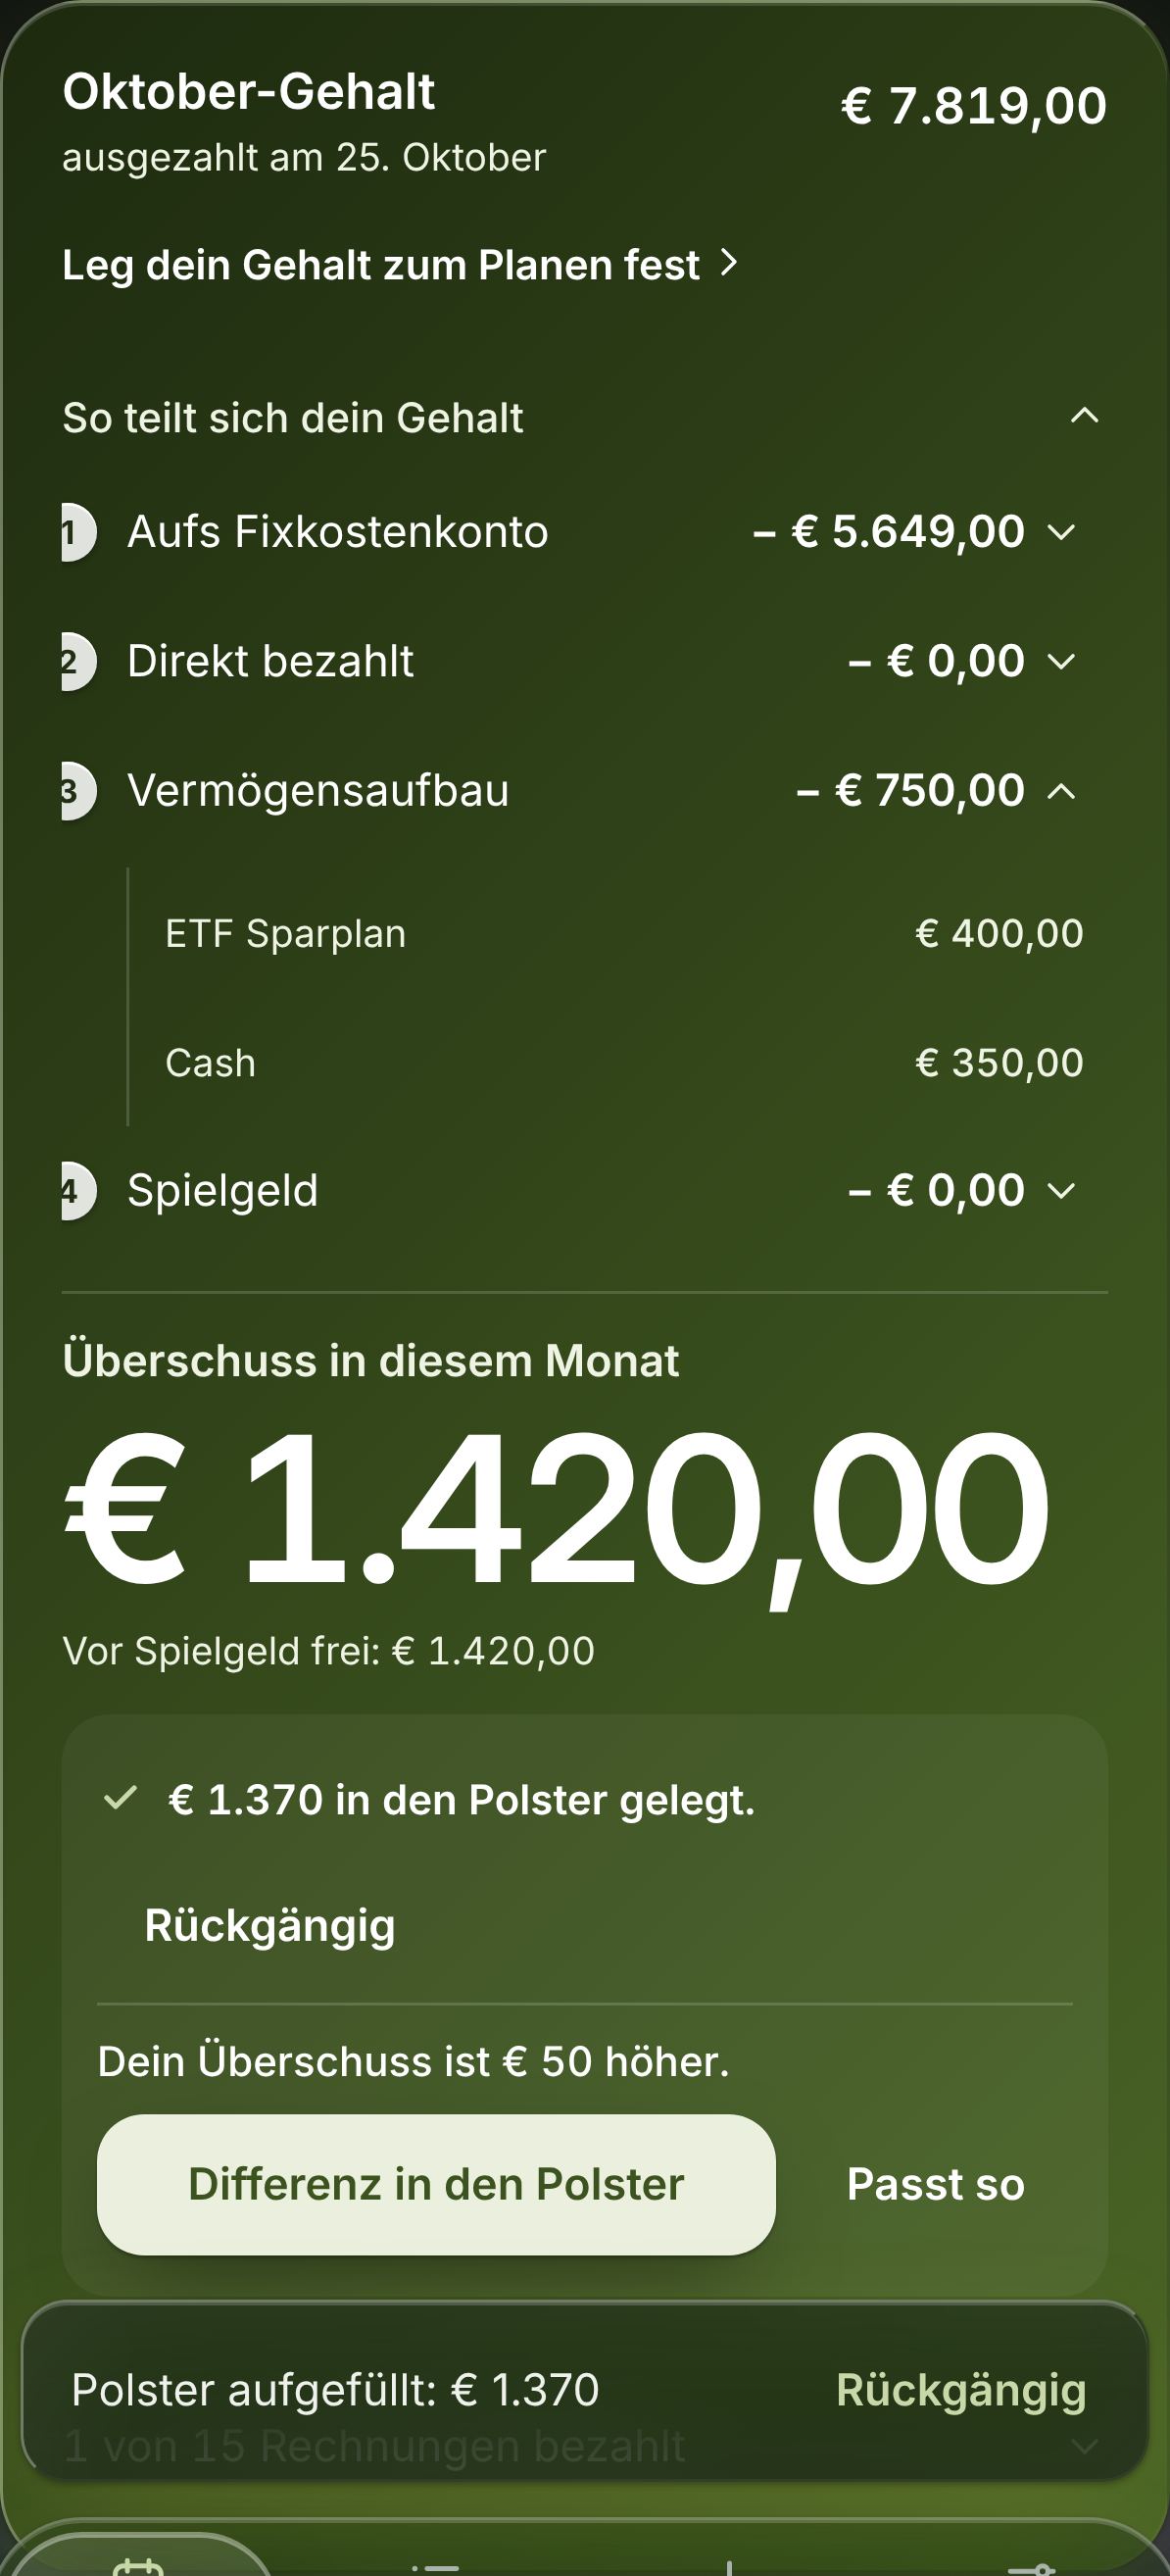 Oktober-Gehalt
€ 7.819,00
ausgezahlt am 25. Oktober
Leg dein Gehalt zum Planen fest
So teilt sich dein Gehalt
1 Aufs Fixkostenkonto – € 5.649,00
2 Direkt bezahlt – € 0,00
3 Vermögensaufbau – € 750,00
ETF Sparplan € 400,00
Cash € 350,00
4 Spielgeld – € 0,00
Überschuss in diesem Monat
€ 1.420,00
Vor Spielgeld frei: € 1.420,00
€ 1.370 in den Polster gelegt.
Rückgängig
Dein Überschuss ist € 50 höher.
Differenz in den Polster Passt so
Polster aufgefüllt: € 1.370 Rückgängig
1 von 15 Rechnungen bezahlt